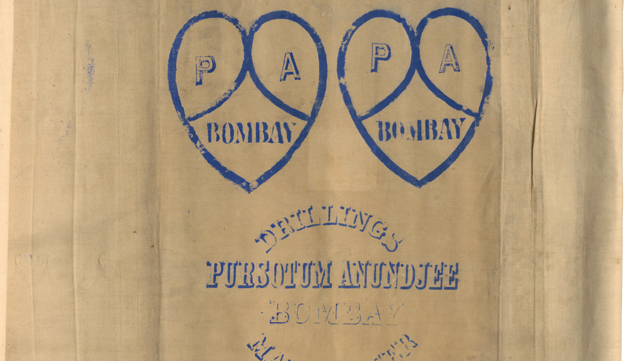 P A P A
BOMBAY BOMBAY
DRILLINGS
PURSOTUM ANUNDJEE
BOMBAY